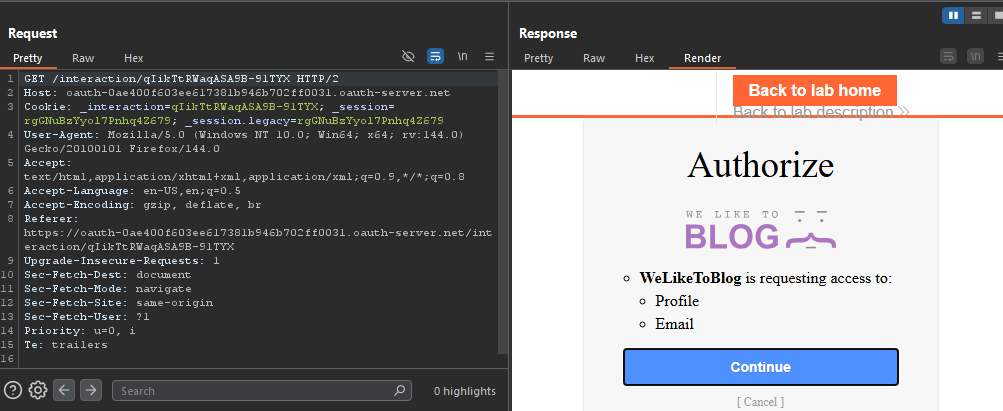 Request
Pretty Raw Hex
\n
1 GET /interaction/qIikTtRWaqASA9B-9lTYX HTTP/2
2 Host: oauth-0ae400f603ee617381b946b702ff0031.oauth-server.net
3 Cookie: _interaction=qIikTtRWaqASA9B-9lTYX; _session=
rgGNuBzYyol7Pnhq4Z679; _session.legacy=rgGNuBzYyol7Pnhq4Z679
4 User-Agent: Mozilla/5.0 (Windows NT 10.0; Win64; x64; rv:144.0)
Gecko/20100101 Firefox/144.0
5 Accept:
text/html,application/xhtml+xml,application/xml;q=0.9,*/*;q=0.8
6 Accept-Language: en-US,en;q=0.5
7 Accept-Encoding: gzip, deflate, br
8 Referer:
https://oauth-0ae400f603ee617381b946b702ff0031.oauth-server.net/int
eraction/qIikTtRWaqASA9B-9lTYX
9 Upgrade-Insecure-Requests: 1
10 Sec-Fetch-Dest: document
11 Sec-Fetch-Mode: navigate
12 Sec-Fetch-Site: same-origin
13 Sec-Fetch-User: ?1
14 Priority: u=0, i
15 Te: trailers
16
Search
0 highlights
Response
Pretty Raw Hex Render
\n
Back to lab home
Back to lab description
Authorize
WE LIKE TO
BLOG
WeLikeToBlog is requesting access to:
Profile
Email
Continue
[ Cancel ]